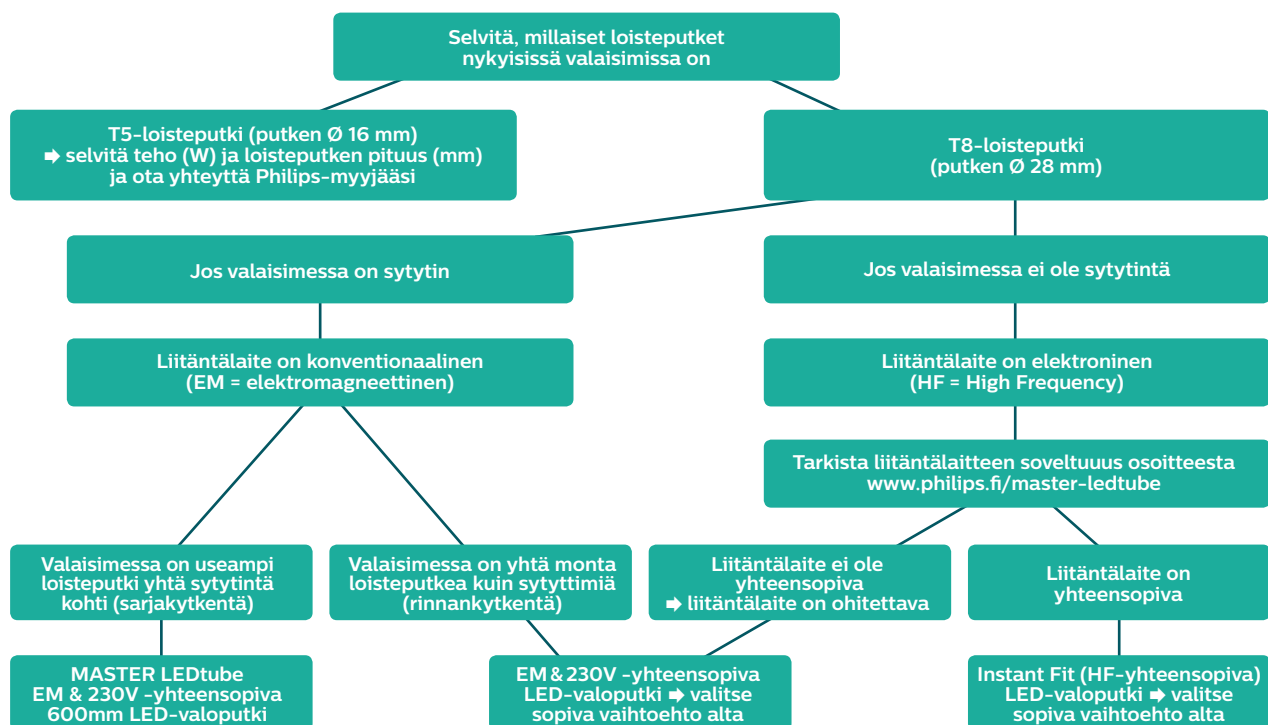 Selvitä, millaiset loisteputket
nykyisissä valaisimissa on
T5-loisteputki (putken Ø 16 mm)
➡ selvitä teho (W) ja loisteputken pituus (mm)
ja ota yhteyttä Philips-myyjääsi
T8-loisteputki
(putken Ø 28 mm)
Jos valaisimessa on sytytin
Jos valaisimessa ei ole sytytintä
Liitäntälaite on konventionaalinen
(EM = elektromagneettinen)
Liitäntälaite on elektroninen
(HF = High Frequency)
Tarkista liitäntälaitteen soveltuuus osoitteesta
www.philips.fi/master-ledtube
Valaisimessa on useampi
loisteputki yhtä sytytintä
kohti (sarjakytkentä)
Valaisimessa on yhtä monta
loisteputkea kuin sytyttimiä
(rinnankytkentä)
Liitäntälaite ei ole
yhteensopiva
➡ liitäntälaite on ohitettava
Liitäntälaite on
yhteensopiva
MASTER LEDtube
EM & 230V -yhteensopiva
600mm LED-valoputki
EM & 230V -yhteensopiva
LED-valoputki ➡ valitse
sopiva vaihtoehto alta
Instant Fit (HF-yhteensopiva)
LED-valoputki ➡ valitse
sopiva vaihtoehto alta